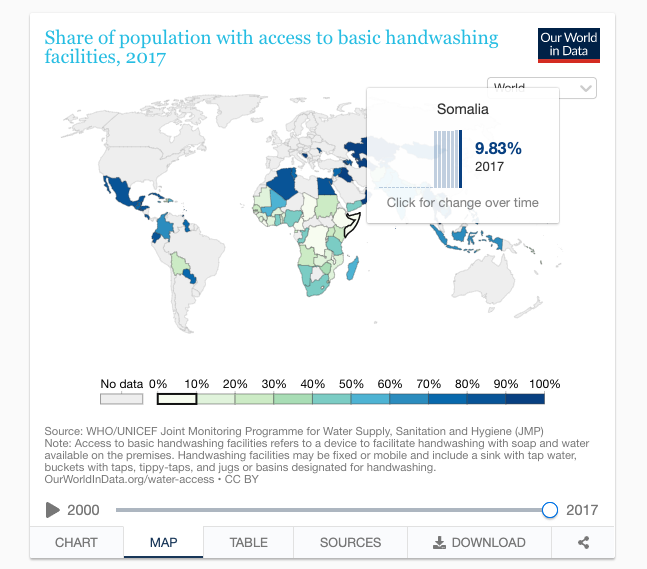 Share of population with access to basic handwashing
facilities, 2017
Our World
in Data
World
Somalia
9.83%
2017
Click for change over time
No data 0% 10% 20% 30% 40% 50% 60% 70% 80% 90% 100%
Source: WHO/UNICEF Joint Monitoring Programme for Water Supply, Sanitation and Hygiene (JMP)
Note: Access to basic handwashing facilities refers to a device to facilitate handwashing with soap and water
available on the premises. Handwashing facilities may be fixed or mobile and include a sink with tap water,
buckets with taps, tippy-taps, and jugs or basins designated for handwashing.
OurWorldInData.org/water-access • CC BY
2000 2017
CHART MAP TABLE SOURCES DOWNLOAD